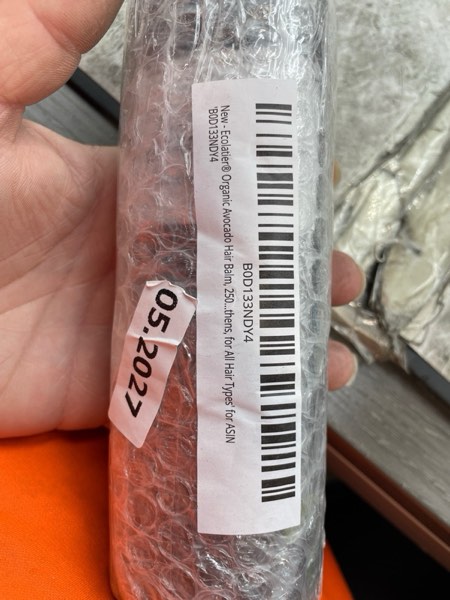 B0D133NDY4
New - Ecolatier® Organic Avocado Hair Balm, 250...thens, for All Hair Types' for ASIN
'B0D133NDY4
05.2027